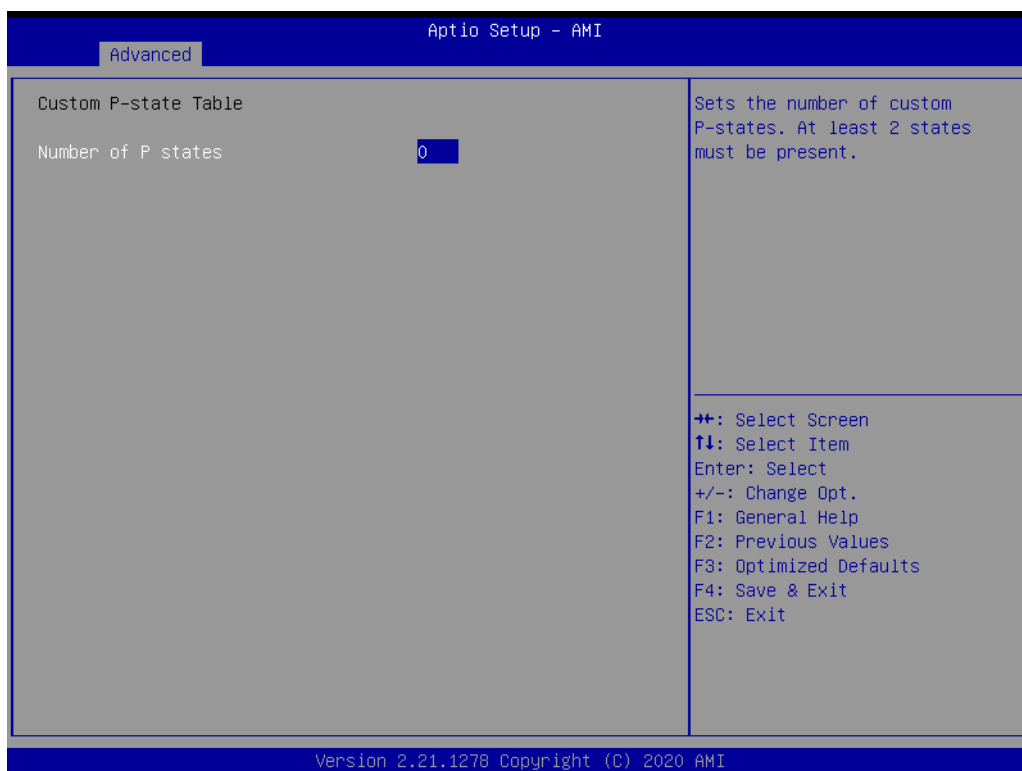 Aptio Setup – AMI
Advanced
Custom P-state Table
Number of P states 0
Sets the number of custom
P-states. At least 2 states
must be present.
→←: Select Screen
↑↓: Select Item
Enter: Select
+/-: Change Opt.
F1: General Help
F2: Previous Values
F3: Optimized Defaults
F4: Save & Exit
ESC: Exit
Version 2.21.1278 Copyright (C) 2020 AMI